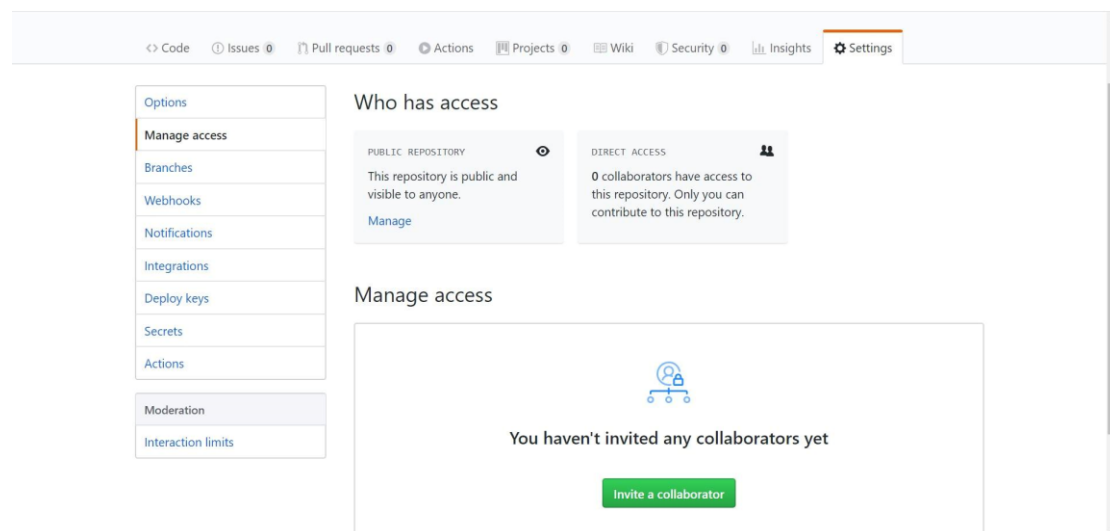 Code Issues 0 Pull requests 0 Actions Projects 0 Wiki Security 0 Insights Settings
Options
Manage access
Branches
Webhooks
Notifications
Integrations
Deploy keys
Secrets
Actions
Moderation
Interaction limits
Who has access
PUBLIC REPOSITORY
This repository is public and
visible to anyone.
Manage
DIRECT ACCESS
0 collaborators have access to
this repository. Only you can
contribute to this repository.
Manage access
You haven't invited any collaborators yet
Invite a collaborator